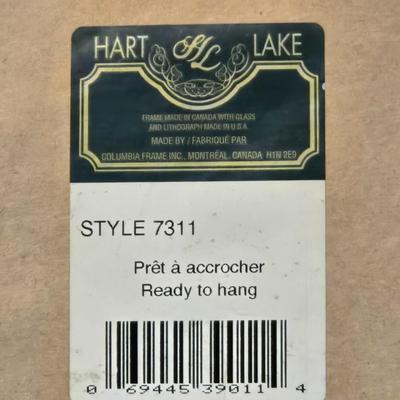 HART HL LAKE
FRAME MADE IN CANADA WITH GLASS
AND LITHOGRAPH MADE IN U.S.A.
MADE BY / FABRIQUÉ PAR
COLUMBIA FRAME INC., MONTRÉAL, CANADA H1N 2E9
STYLE 7311
Prêt à accrocher
Ready to hang
0 69445 39011 4